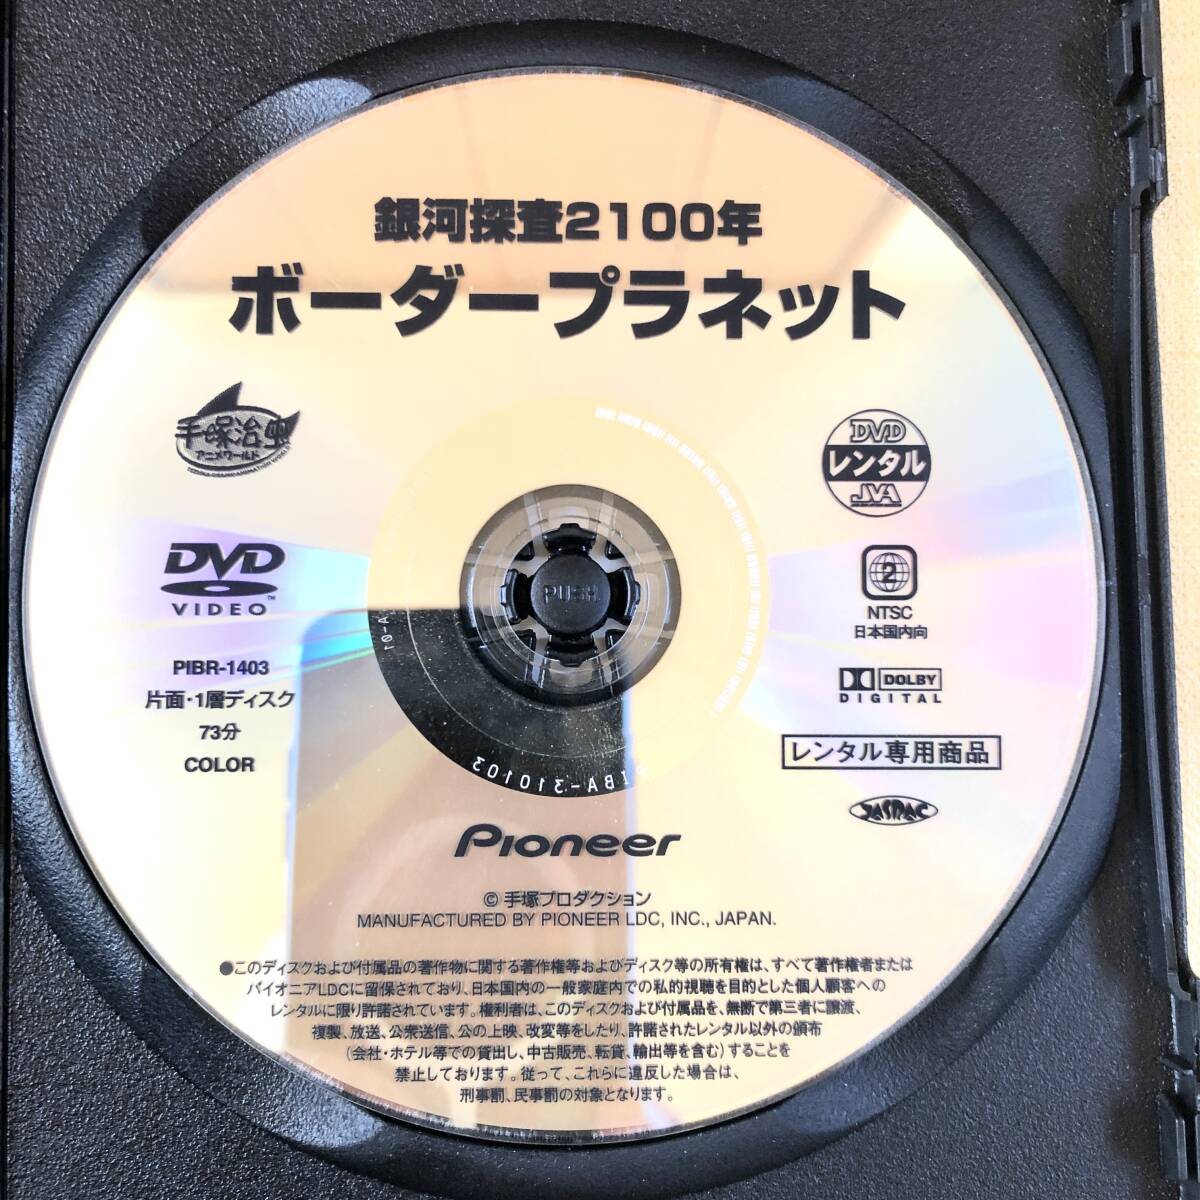 銀河探査2100年
ボーダープラネット
手塚治虫
アニメワールド
DVD
レンタル
JVA
DVD
VIDEO
TM
2
NTSC
日本国内向
PIBR-1403
片面・1層ディスク
73分
COLOR
PUSH
DOLBY
DIGITAL
レンタル専用商品
JASRAC
PIBA-310103
Pioneer
© 手塚プロダクション
MANUFACTURED BY PIONEER LDC, INC., JAPAN.
●このディスクおよび付属品の著作物に関する著作権等およびディスク等の所有権は、すべて著作権者または
パイオニアLDCに留保されており、日本国内の一般家庭内での私的視聴を目的とした個人顧客への
レンタルに限り許諾されています。権利者は、このディスクおよび付属品を、無断で第三者に譲渡、
複製、放送、公衆送信、公の上映、改変等をしたり、許諾されたレンタル以外の頒布
(会社・ホテル等での貸出し、中古販売、転貸、輸出等を含む)することを
禁止しております。従って、これらに違反した場合は、
刑事罰、民事罰の対象となります。